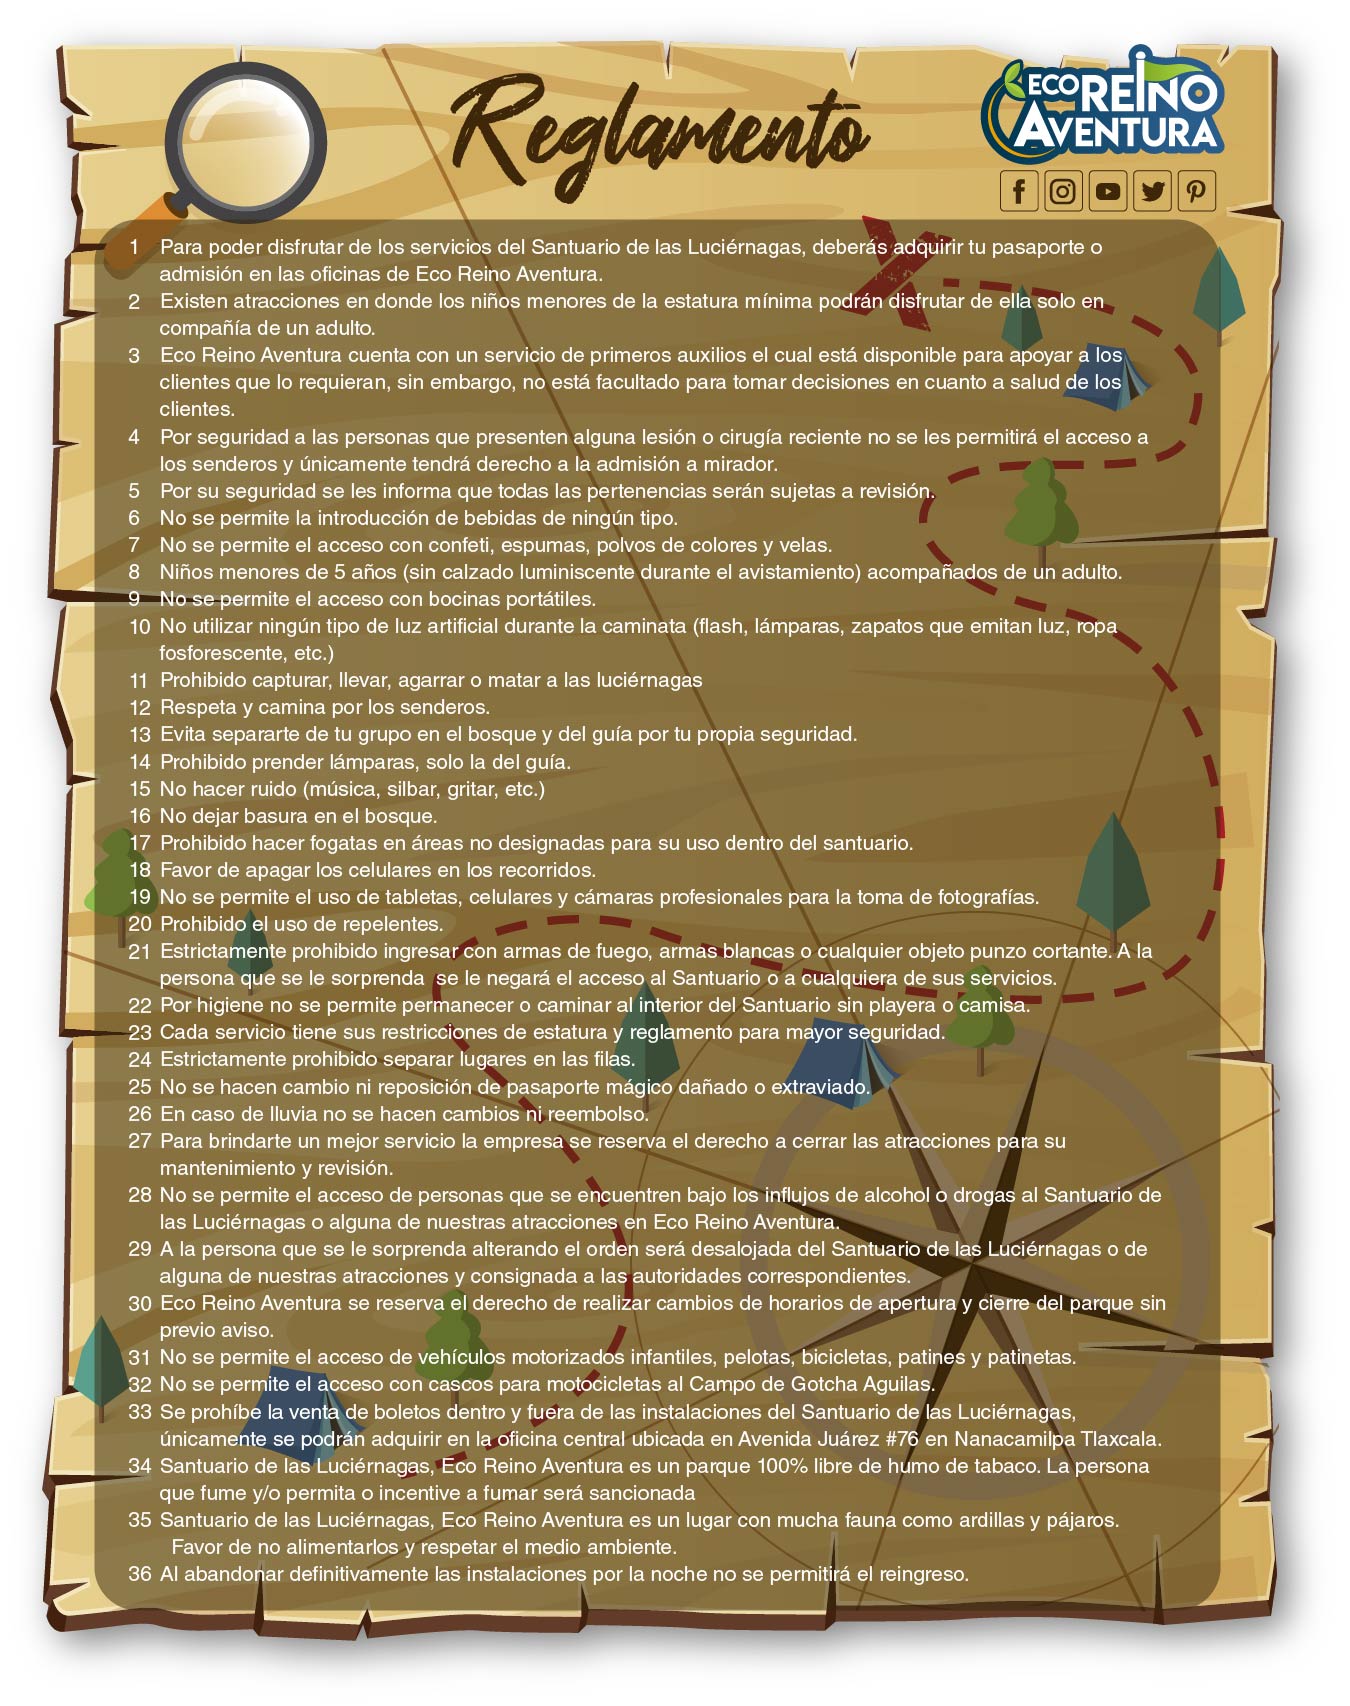 Reglamento
ECO REINO
AVENTURA
1 Para poder disfrutar de los servicios del Santuario de las Luciérnagas, deberás adquirir tu pasaporte o
admisión en las oficinas de Eco Reino Aventura.
2 Existen atracciones en donde los niños menores de la estatura mínima podrán disfrutar de ella solo en
compañía de un adulto.
3 Eco Reino Aventura cuenta con un servicio de primeros auxilios el cual está disponible para apoyar a los
clientes que lo requieran, sin embargo, no está facultado para tomar decisiones en cuanto a salud de los
clientes.
4 Por seguridad a las personas que presenten alguna lesión o cirugía reciente no se les permitirá el acceso a
los senderos y únicamente tendrá derecho a la admisión a mirador.
5 Por su seguridad se les informa que todas las pertenencias serán sujetas a revisión.
6 No se permite la introducción de bebidas de ningún tipo.
7 No se permite el acceso con confeti, espumas, polvos de colores y velas.
8 Niños menores de 5 años (sin calzado luminiscente durante el avistamiento) acompañados de un adulto.
9 No se permite el acceso con bocinas portátiles.
10 No utilizar ningún tipo de luz artificial durante la caminata (flash, lámparas, zapatos que emitan luz, ropa
fosforescente, etc.)
11 Prohibido capturar, llevar, agarrar o matar a las luciérnagas
12 Respeta y camina por los senderos.
13 Evita separarte de tu grupo en el bosque y del guía por tu propia seguridad.
14 Prohibido prender lámparas, solo la del guía.
15 No hacer ruido (música, silbar, gritar, etc.)
16 No dejar basura en el bosque.
17 Prohibido hacer fogatas en áreas no designadas para su uso dentro del santuario.
18 Favor de apagar los celulares en los recorridos.
19 No se permite el uso de tabletas, celulares y cámaras profesionales para la toma de fotografías.
20 Prohibido el uso de repelentes.
21 Estrictamente prohibido ingresar con armas de fuego, armas blancas o cualquier objeto punzo cortante. A la
persona que se le sorprenda se le negará el acceso al Santuario o a cualquiera de sus servicios.
22 Por higiene no se permite permanecer o caminar al interior del Santuario sin playera o camisa.
23 Cada servicio tiene sus restricciones de estatura y reglamento para mayor seguridad.
24 Estrictamente prohibido separar lugares en las filas.
25 No se hacen cambio ni reposición de pasaporte mágico dañado o extraviado.
26 En caso de lluvia no se hacen cambios ni reembolso.
27 Para brindarte un mejor servicio la empresa se reserva el derecho a cerrar las atracciones para su
mantenimiento y revisión.
28 No se permite el acceso de personas que se encuentren bajo los influjos de alcohol o drogas al Santuario de
las Luciérnagas o alguna de nuestras atracciones en Eco Reino Aventura.
29 A la persona que se le sorprenda alterando el orden será desalojada del Santuario de las Luciérnagas o de
alguna de nuestras atracciones y consignada a las autoridades correspondientes.
30 Eco Reino Aventura se reserva el derecho de realizar cambios de horarios de apertura y cierre del parque sin
previo aviso.
31 No se permite el acceso de vehículos motorizados infantiles, pelotas, bicicletas, patines y patinetas.
32 No se permite el acceso con cascos para motocicletas al Campo de Gotcha Aguilas.
33 Se prohíbe la venta de boletos dentro y fuera de las instalaciones del Santuario de las Luciérnagas,
únicamente se podrán adquirir en la oficina central ubicada en Avenida Juárez #76 en Nanacamilpa Tlaxcala.
34 Santuario de las Luciérnagas, Eco Reino Aventura es un parque 100% libre de humo de tabaco. La persona
que fume y/o permita o incentive a fumar será sancionada
35 Santuario de las Luciérnagas, Eco Reino Aventura es un lugar con mucha fauna como ardillas y pájaros.
Favor de no alimentarlos y respetar el medio ambiente.
36 Al abandonar definitivamente las instalaciones por la noche no se permitirá el reingreso.